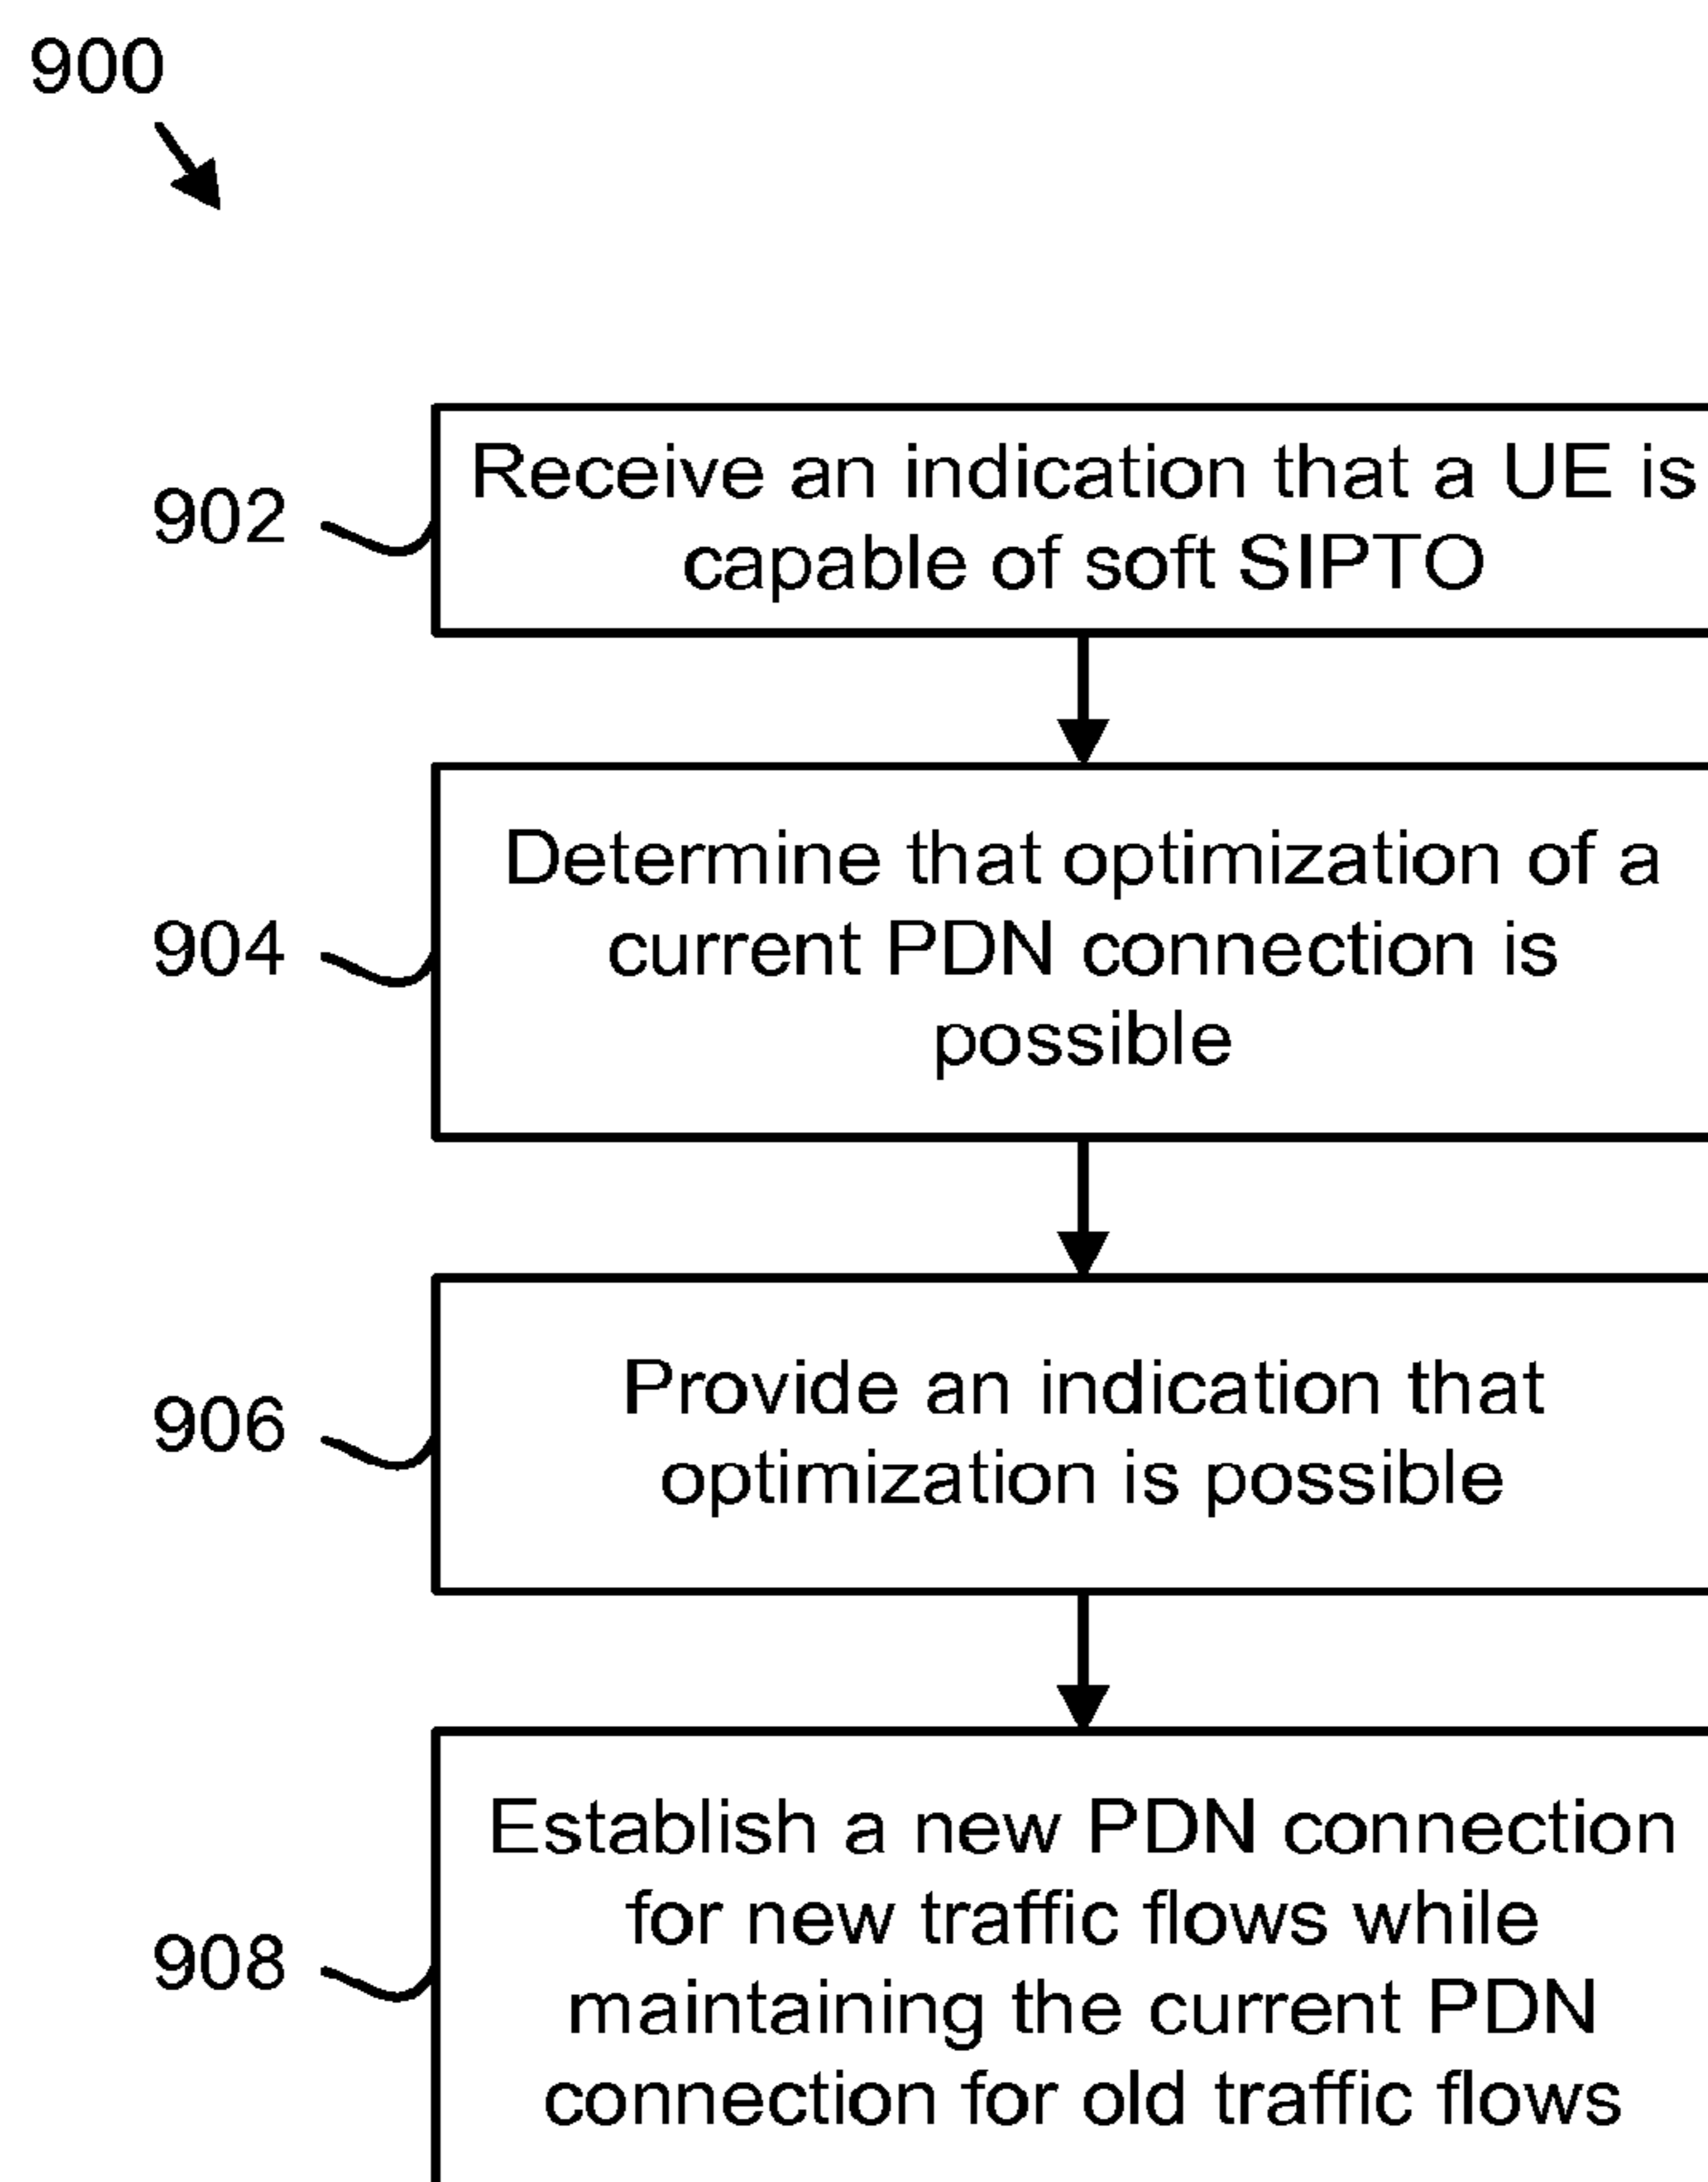 900
902
Receive an indication that a UE is
capable of soft SIPTO
904
Determine that optimization of a
current PDN connection is
possible
906
Provide an indication that
optimization is possible
908
Establish a new PDN connection
for new traffic flows while
maintaining the current PDN
connection for old traffic flows